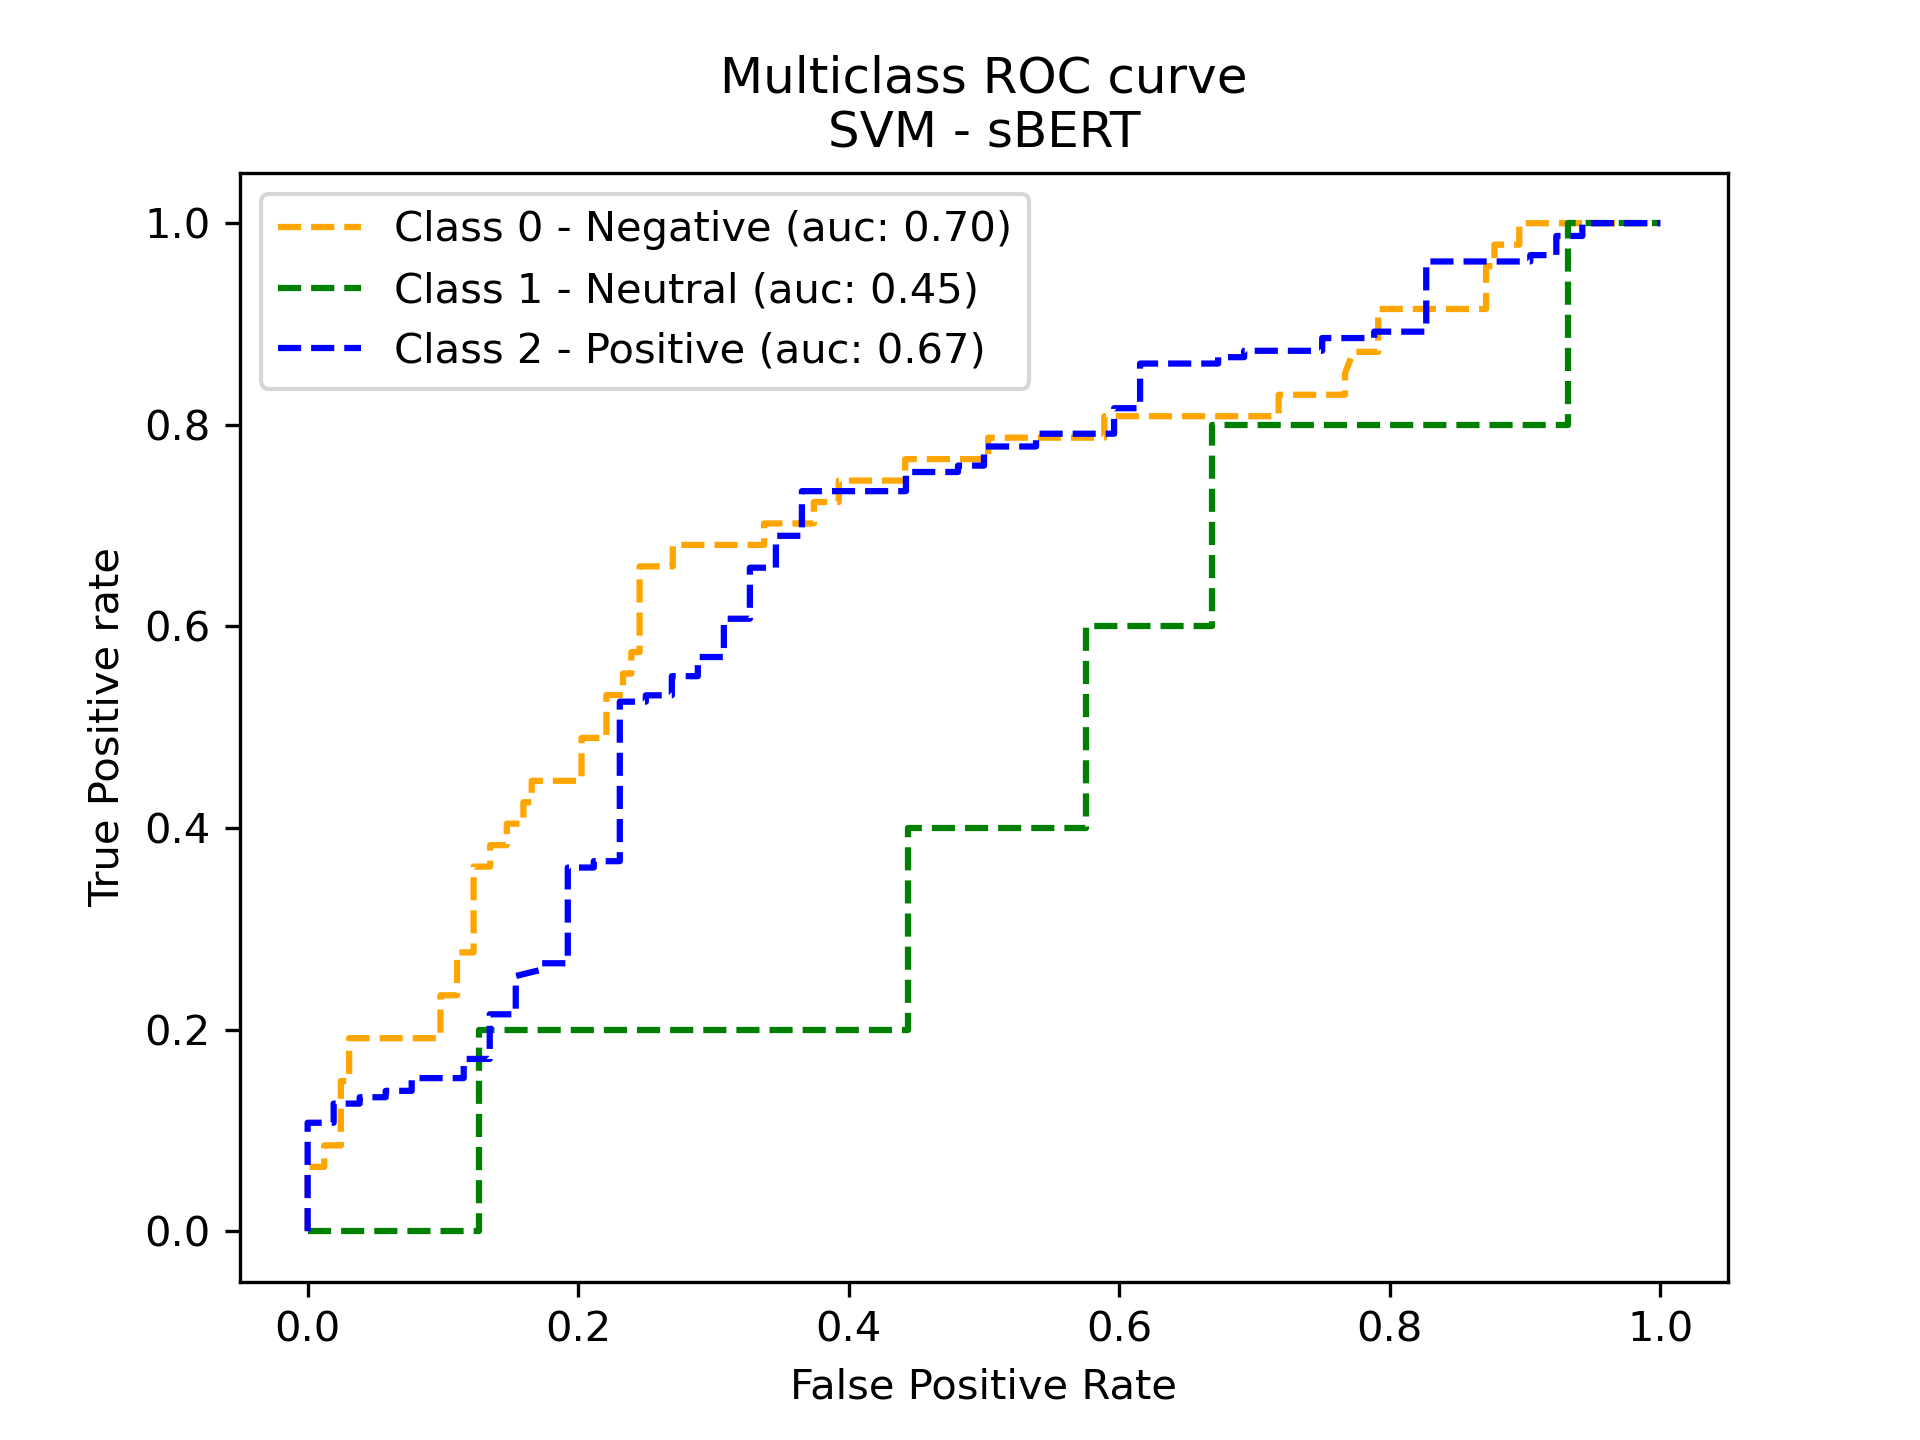 Multiclass ROC curve
SVM - sBERT
Class 0 - Negative (auc: 0.70)
Class 1 - Neutral (auc: 0.45)
Class 2 - Positive (auc: 0.67)
True Positive rate
1.0
0.8
0.6
0.4
0.2
0.0
0.0 0.2 0.4 0.6 0.8 1.0
False Positive Rate